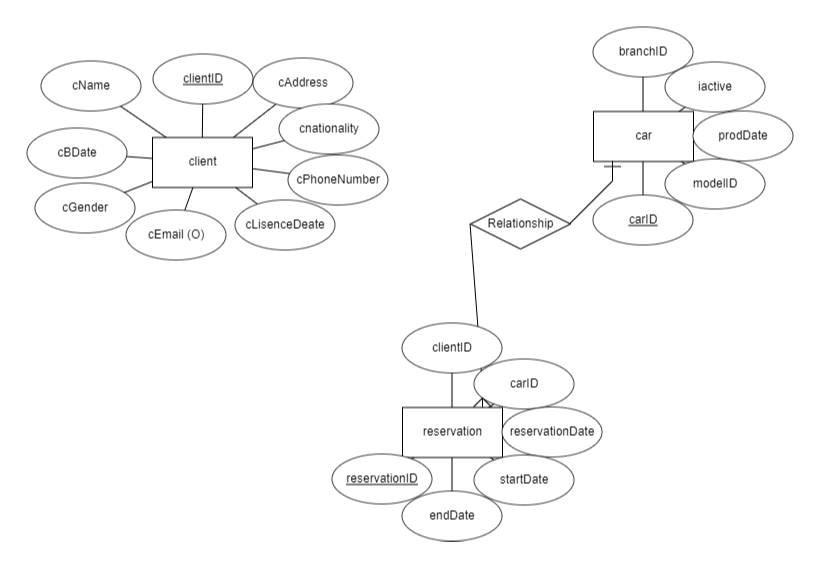 branchID
cName
clientID
cAddress
iactive
cnationality
car
prodDate
cBDate
client
cPhoneNumber
modelID
cGender
carID
cEmail (O)
cLisenceDeate
Relationship
clientID
carID
reservation
reservationDate
reservationID
startDate
endDate